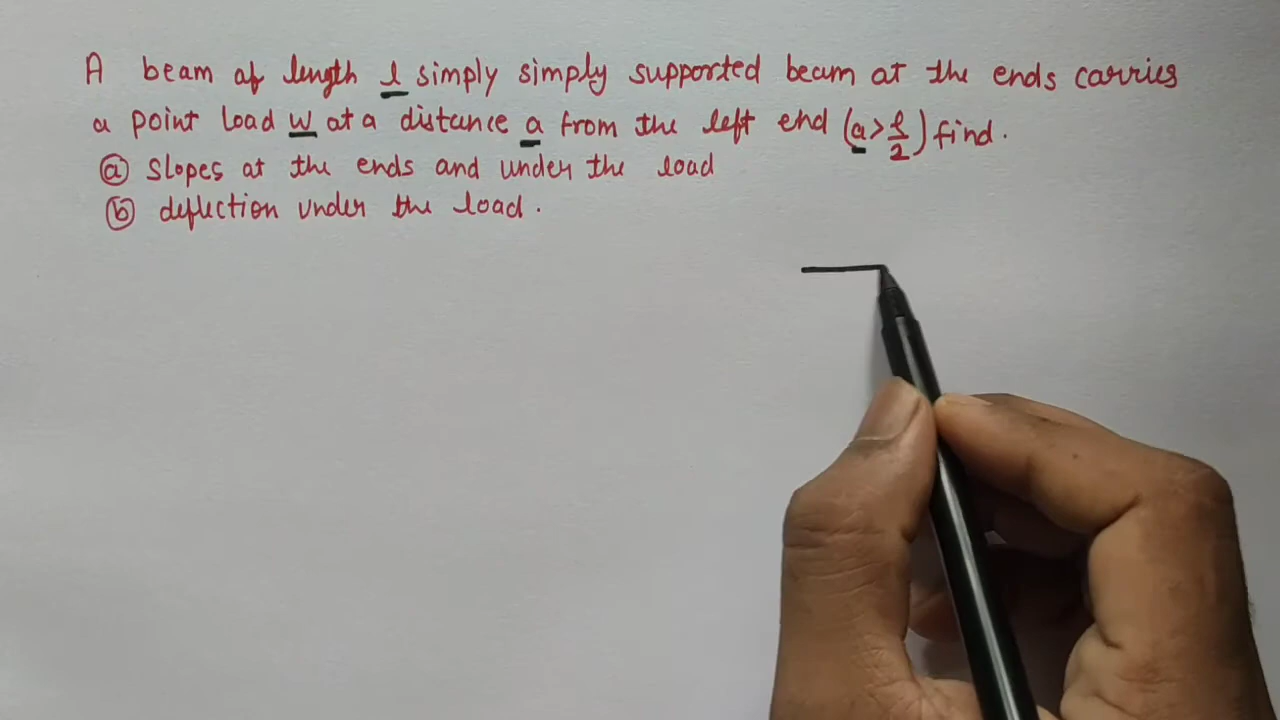 A beam of length l simply simply supported beam at the ends carries
a point load W at a distance a from the left end (a > l/2) find.
ⓐ slopes at the ends and under the load
ⓑ deflection under the load.